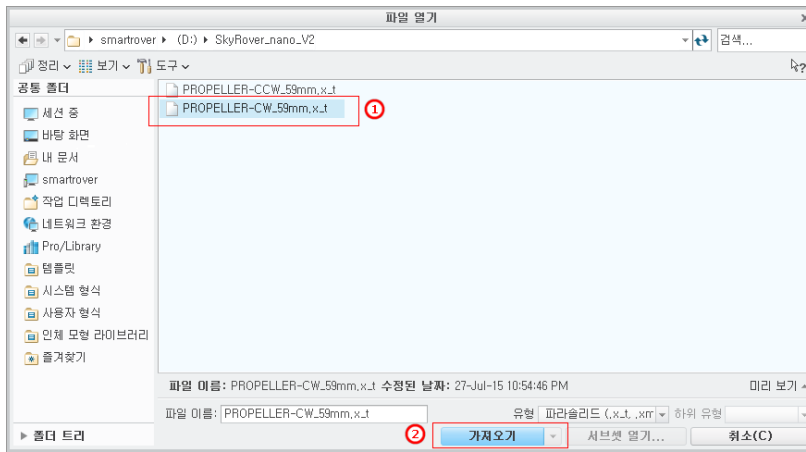 파일 열기
▸ smartrover ▸ (D:) ▸ SkyRover_nano_V2
검색...
정리 보기 도구
공통 폴더
PROPELLER-CCW_59mm.x_t
PROPELLER-CW_59mm.x_t
1
세션 중
바탕 화면
내 문서
smartrover
작업 디렉토리
네트워크 환경
Pro/Library
템플릿
시스템 형식
사용자 형식
인체 모형 라이브러리
즐겨찾기
파일 이름: PROPELLER-CW_59mm.x_t 수정된 날짜: 27-Jul-15 10:54:46 PM
미리 보기
파일 이름: PROPELLER-CW_59mm.x_t
유형 파라솔리드 (.x_t, .xm
하위 유형
▸ 폴더 트리
2
가져오기
서브셋 열기...
취소(C)